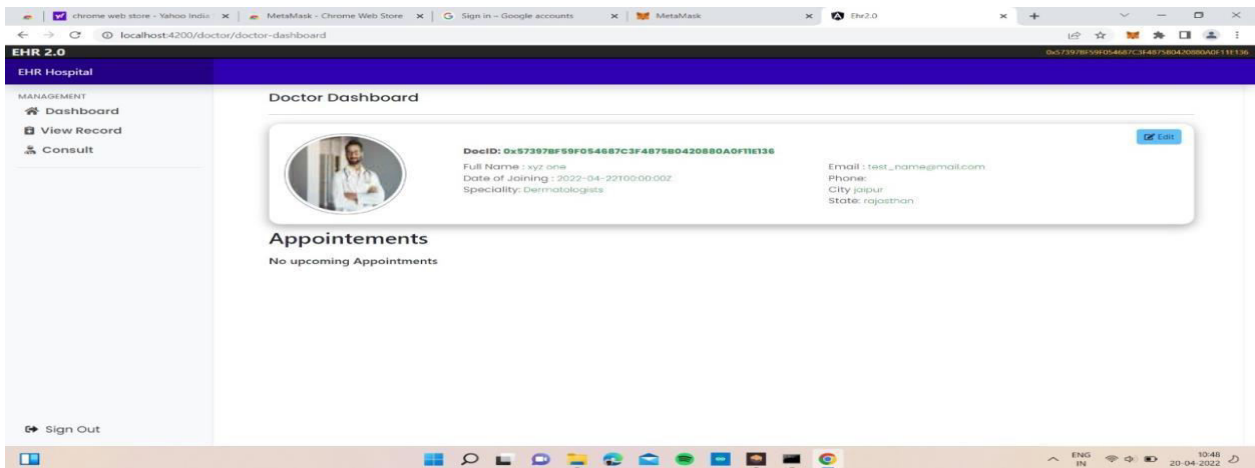 chrome web store - Yahoo India
MetaMask - Chrome Web Store
Sign in - Google accounts
MetaMask
Ehr2.0
localhost:4200/doctor/doctor-dashboard
EHR 2.0
EHR Hospital
MANAGEMENT
Dashboard
View Record
Consult
Sign Out
Doctor Dashboard
Edit
DocID: 0x57397BF59F054687C3F4875B0420880A0F11E136
Full Name : xyz one
Date of Joining : 2022-04-22T00:00:00Z
Speciality: Dermatologists
Email : test_name@mail.com
Phone:
City jaipur
State: rajasthan
Appointements
No upcoming Appointments
ENG
IN
10:48
20-04-2022